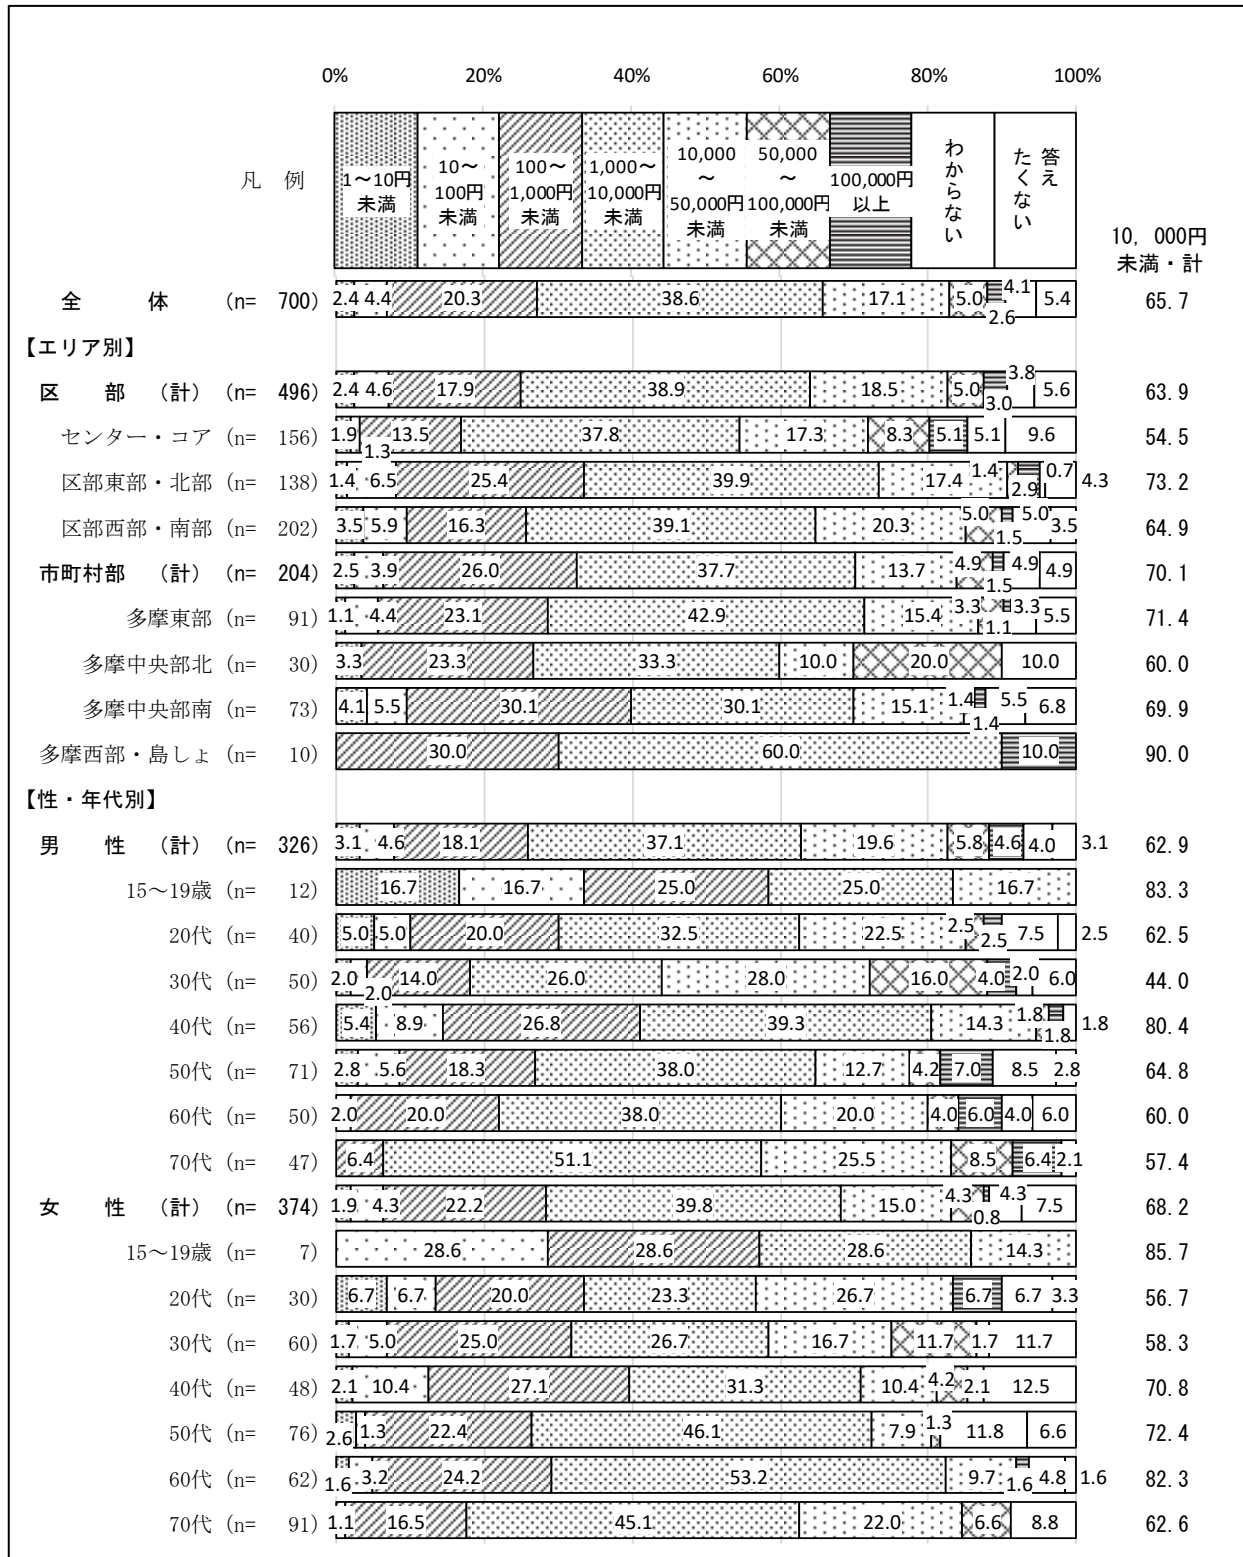 0% 20% 40% 60% 80% 100%
凡 例
1～10円未満
10～100円未満
100～1,000円未満
1,000～10,000円未満
10,000～50,000円未満
50,000～100,000円未満
100,000円以上
わからない
答えたくない
10, 000円未満・計
全 体 (n= 700) 2.4 4.4 20.3 38.6 17.1 5.0 2.6 4.1 5.4 65.7
【エリア別】
区 部 (計) (n= 496) 2.4 4.6 17.9 38.9 18.5 5.0 3.0 3.8 5.6 63.9
センター・コア (n= 156) 1.9 1.3 13.5 37.8 17.3 8.3 5.1 5.1 9.6 54.5
区部東部・北部 (n= 138) 1.4 6.5 25.4 39.9 17.4 1.4 2.9 0.7 4.3 73.2
区部西部・南部 (n= 202) 3.5 5.9 16.3 39.1 20.3 5.0 1.5 5.0 3.5 64.9
市町村部 (計) (n= 204) 2.5 3.9 26.0 37.7 13.7 4.9 1.5 4.9 4.9 70.1
多摩東部 (n= 91) 1.1 4.4 23.1 42.9 15.4 3.3 1.1 3.3 5.5 71.4
多摩中央部北 (n= 30) 3.3 23.3 33.3 10.0 20.0 10.0 60.0
多摩中央部南 (n= 73) 4.1 5.5 30.1 30.1 15.1 1.4 1.4 5.5 6.8 69.9
多摩西部・島しょ (n= 10) 30.0 60.0 10.0 90.0
【性・年代別】
男 性 (計) (n= 326) 3.1 4.6 18.1 37.1 19.6 5.8 4.6 4.0 3.1 62.9
15～19歳 (n= 12) 16.7 16.7 25.0 25.0 16.7 83.3
20代 (n= 40) 5.0 5.0 20.0 32.5 22.5 2.5 2.5 7.5 2.5 62.5
30代 (n= 50) 2.0 2.0 14.0 26.0 28.0 16.0 4.0 2.0 6.0 44.0
40代 (n= 56) 5.4 8.9 26.8 39.3 14.3 1.8 1.8 1.8 80.4
50代 (n= 71) 2.8 5.6 18.3 38.0 12.7 4.2 7.0 8.5 2.8 64.8
60代 (n= 50) 2.0 20.0 38.0 20.0 4.0 6.0 4.0 6.0 60.0
70代 (n= 47) 6.4 51.1 25.5 8.5 6.4 2.1 57.4
女 性 (計) (n= 374) 1.9 4.3 22.2 39.8 15.0 4.3 0.8 4.3 7.5 68.2
15～19歳 (n= 7) 28.6 28.6 28.6 14.3 85.7
20代 (n= 30) 6.7 6.7 20.0 23.3 26.7 6.7 6.7 3.3 56.7
30代 (n= 60) 1.7 5.0 25.0 26.7 16.7 11.7 1.7 11.7 58.3
40代 (n= 48) 2.1 10.4 27.1 31.3 10.4 4.2 2.1 12.5 70.8
50代 (n= 76) 2.6 1.3 22.4 46.1 7.9 1.3 11.8 6.6 72.4
60代 (n= 62) 1.6 3.2 24.2 53.2 9.7 1.6 4.8 1.6 82.3
70代 (n= 91) 1.1 16.5 45.1 22.0 6.6 8.8 62.6